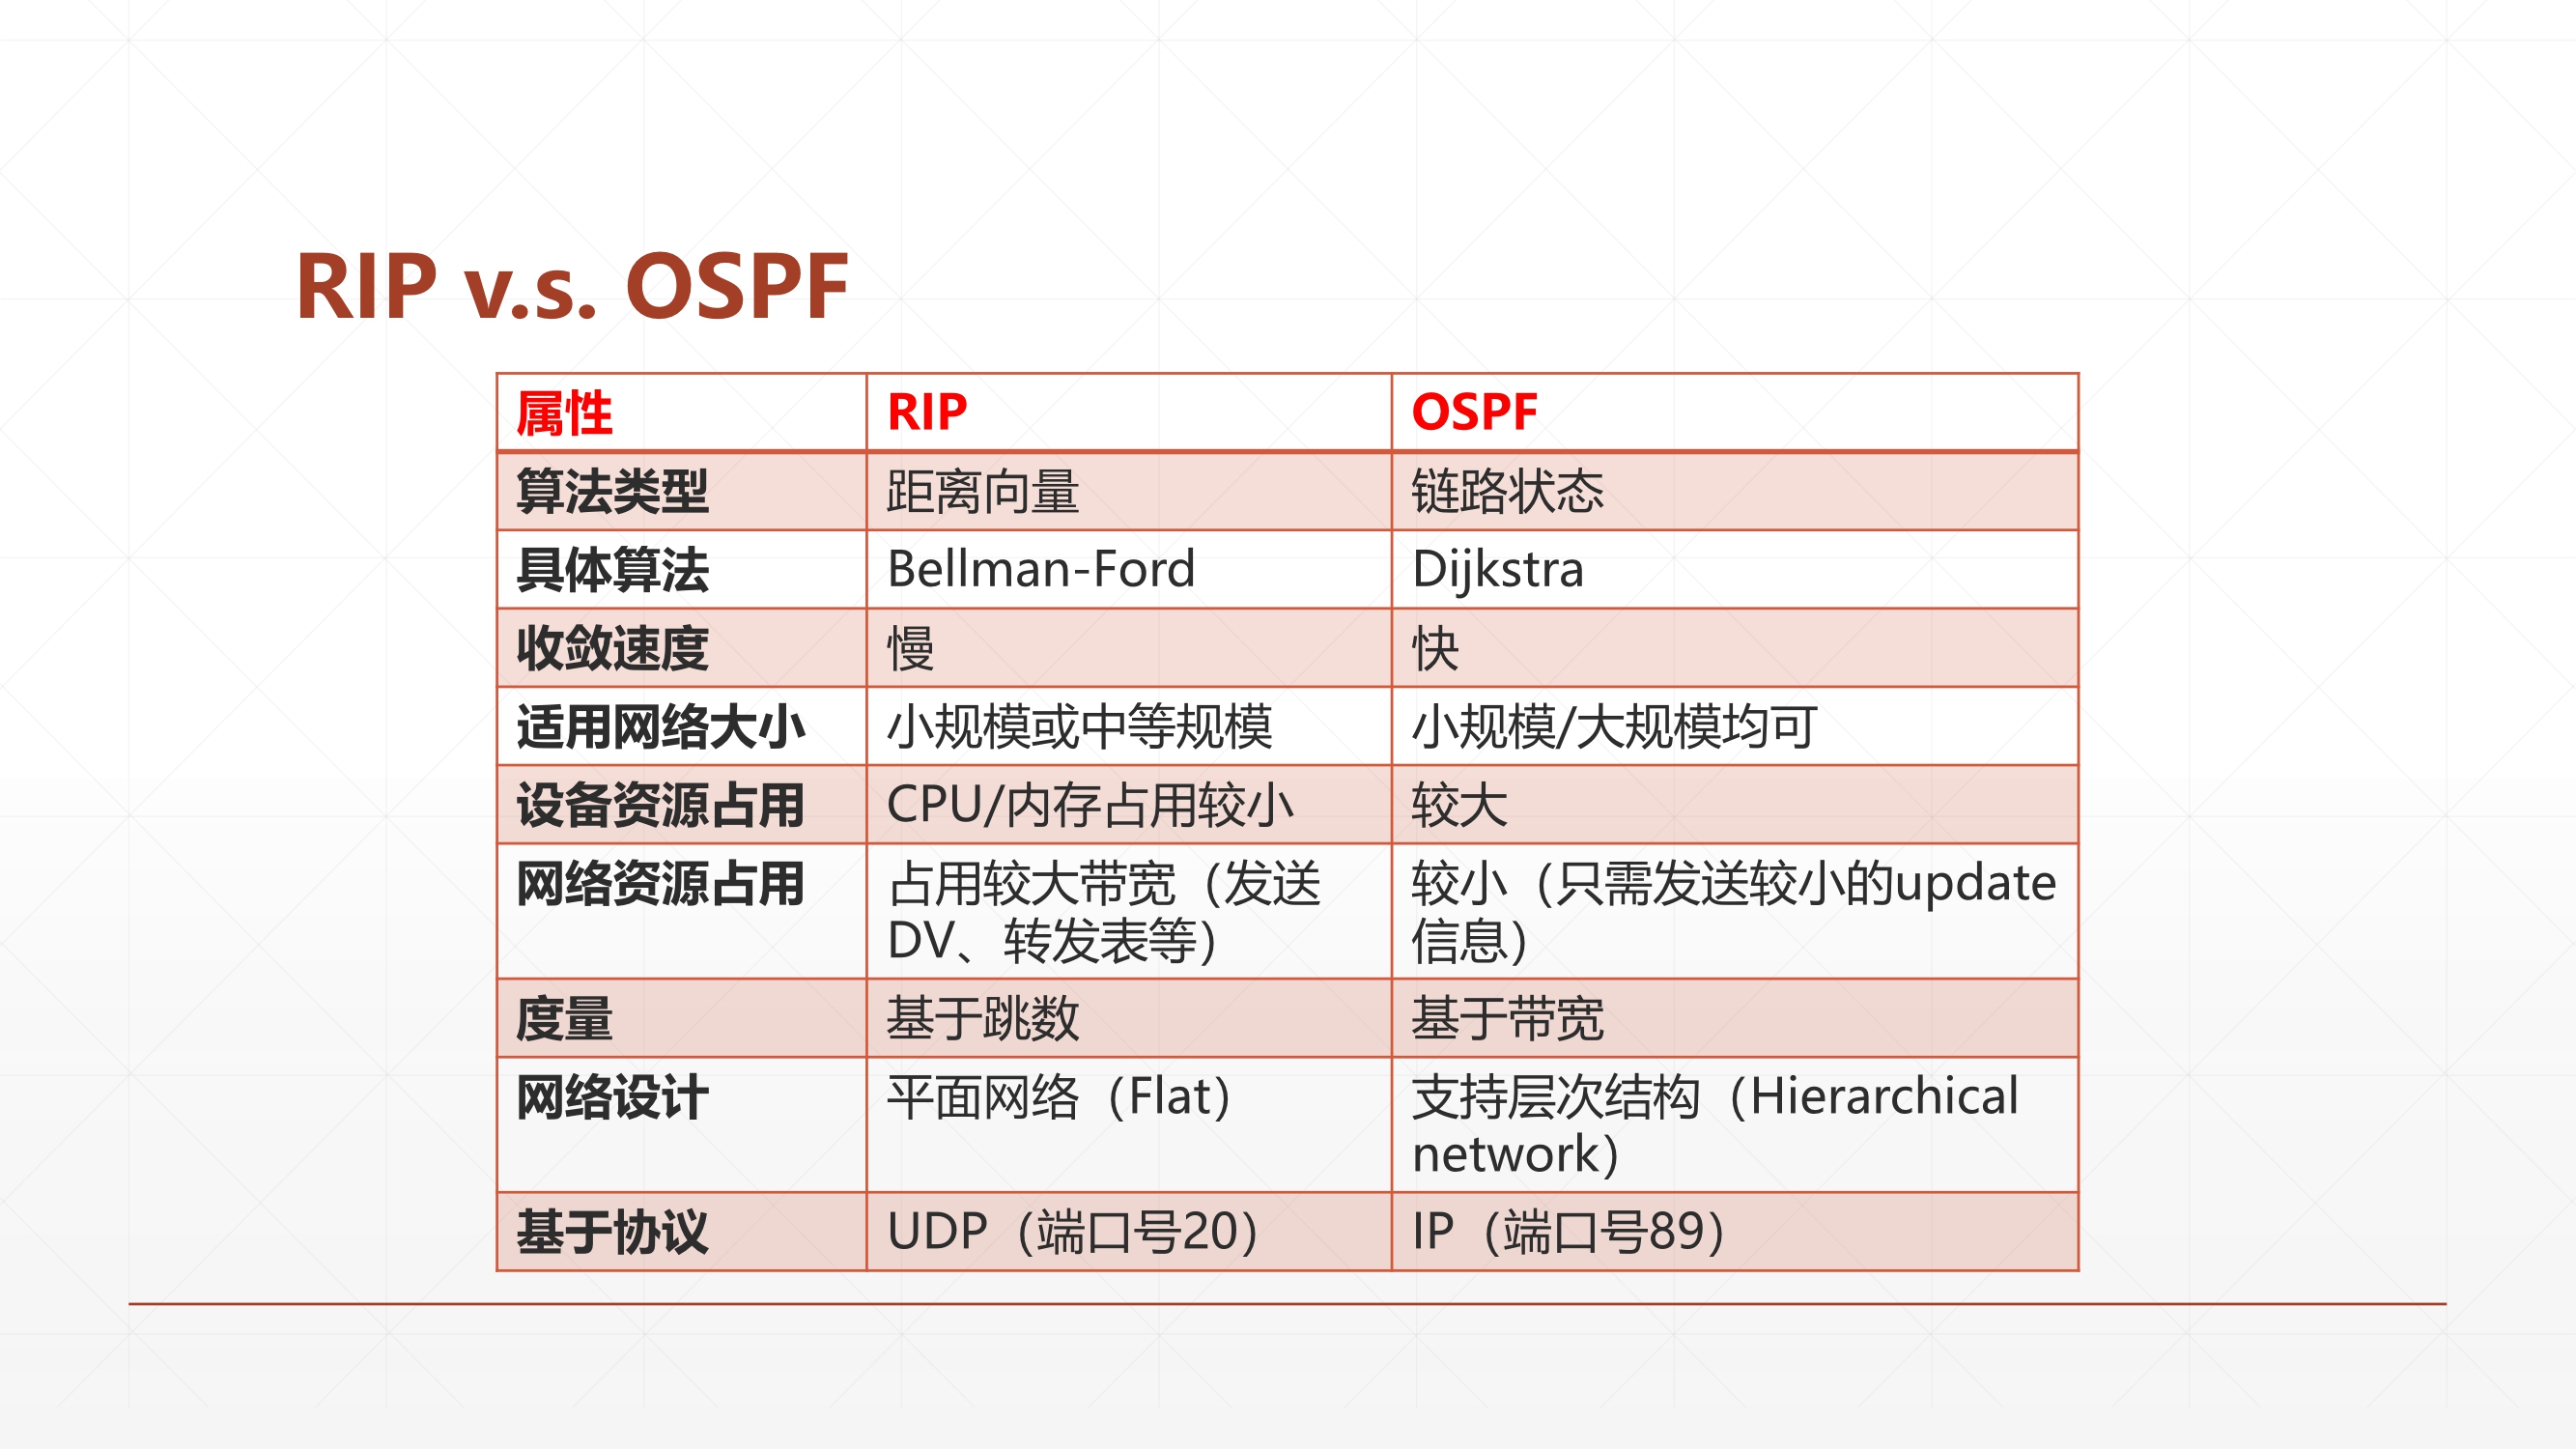 RIP v.s. OSPF
属性 RIP OSPF
算法类型 距离向量 链路状态
具体算法 Bellman-Ford Dijkstra
收敛速度 慢 快
适用网络大小 小规模或中等规模 小规模/大规模均可
设备资源占用 CPU/内存占用较小 较大
网络资源占用 占用较大带宽（发送 较小（只需发送较小的update
DV、转发表等） 信息）
度量 基于跳数 基于带宽
网络设计 平面网络（Flat） 支持层次结构（Hierarchical
network）
基于协议 UDP（端口号20） IP（端口号89）